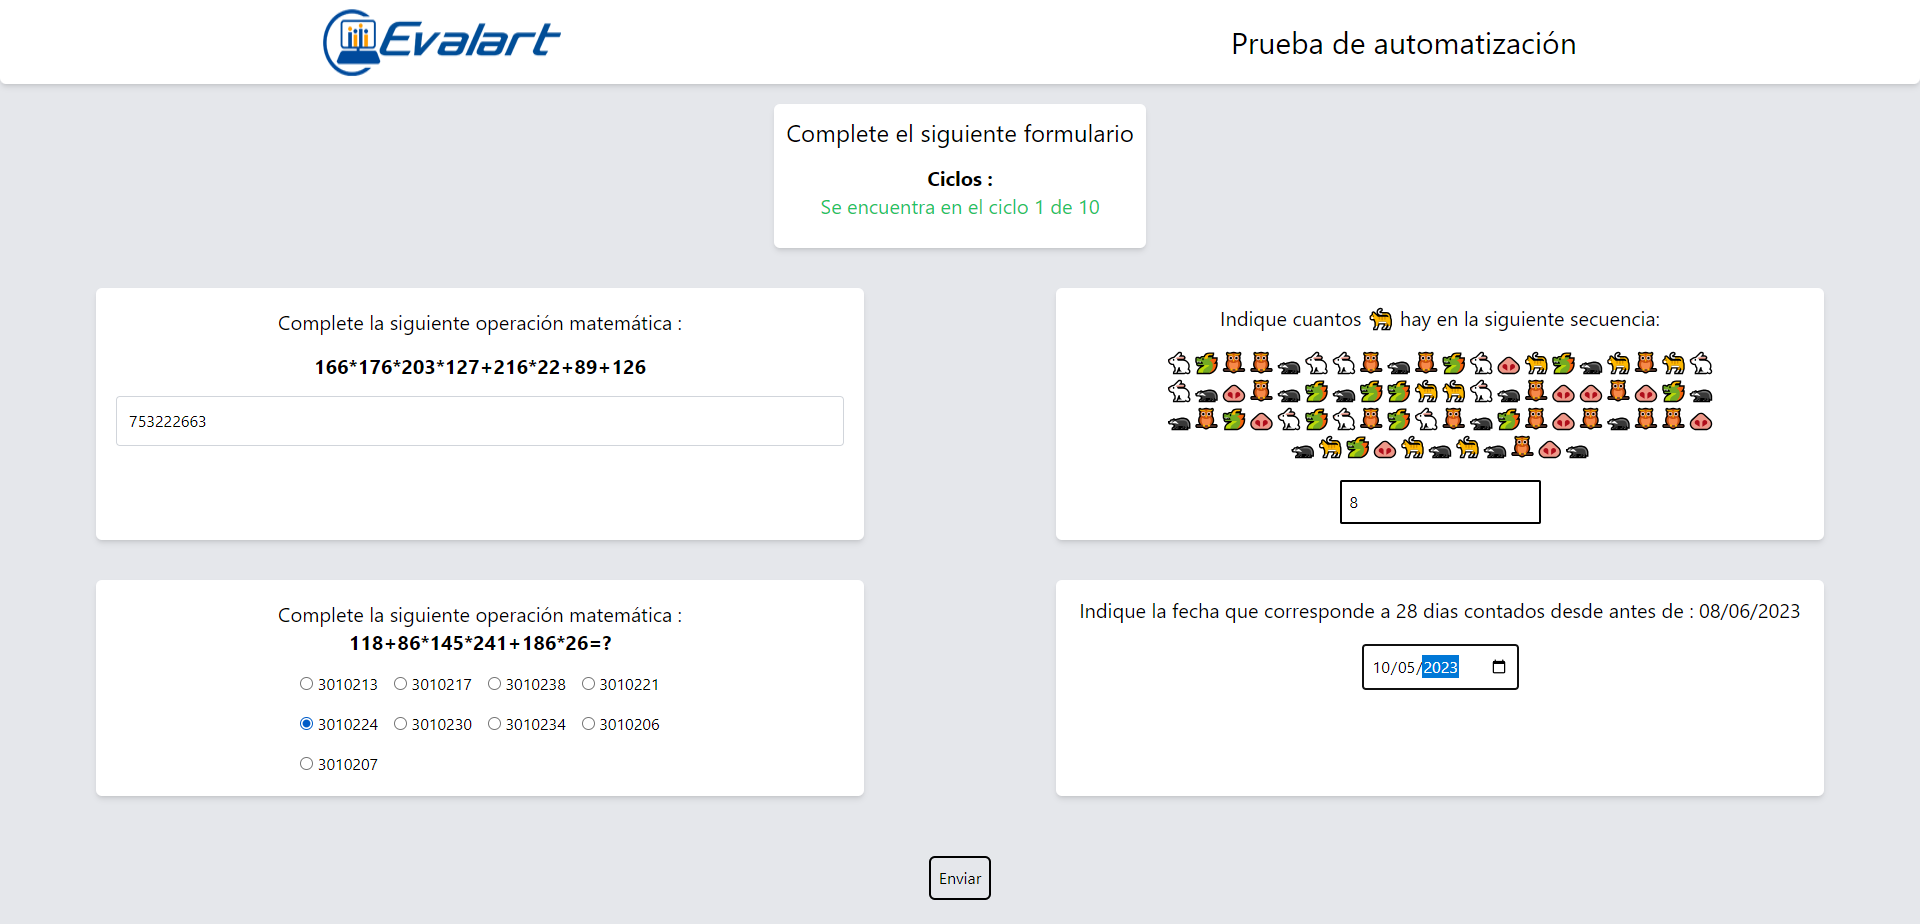 Evalart
Prueba de automatización
Complete el siguiente formulario
Ciclos :
Se encuentra en el ciclo 1 de 10
Complete la siguiente operación matemática :
166*176*203*127+216*22+89+126
753222663
Indique cuantos 🐅 hay en la siguiente secuencia:
8
Complete la siguiente operación matemática :
118+86*145*241+186*26=?
3010213 3010217 3010238 3010221
3010224 3010230 3010234 3010206
3010207
Indique la fecha que corresponde a 28 dias contados desde antes de : 08/06/2023
10/05/2023
Enviar